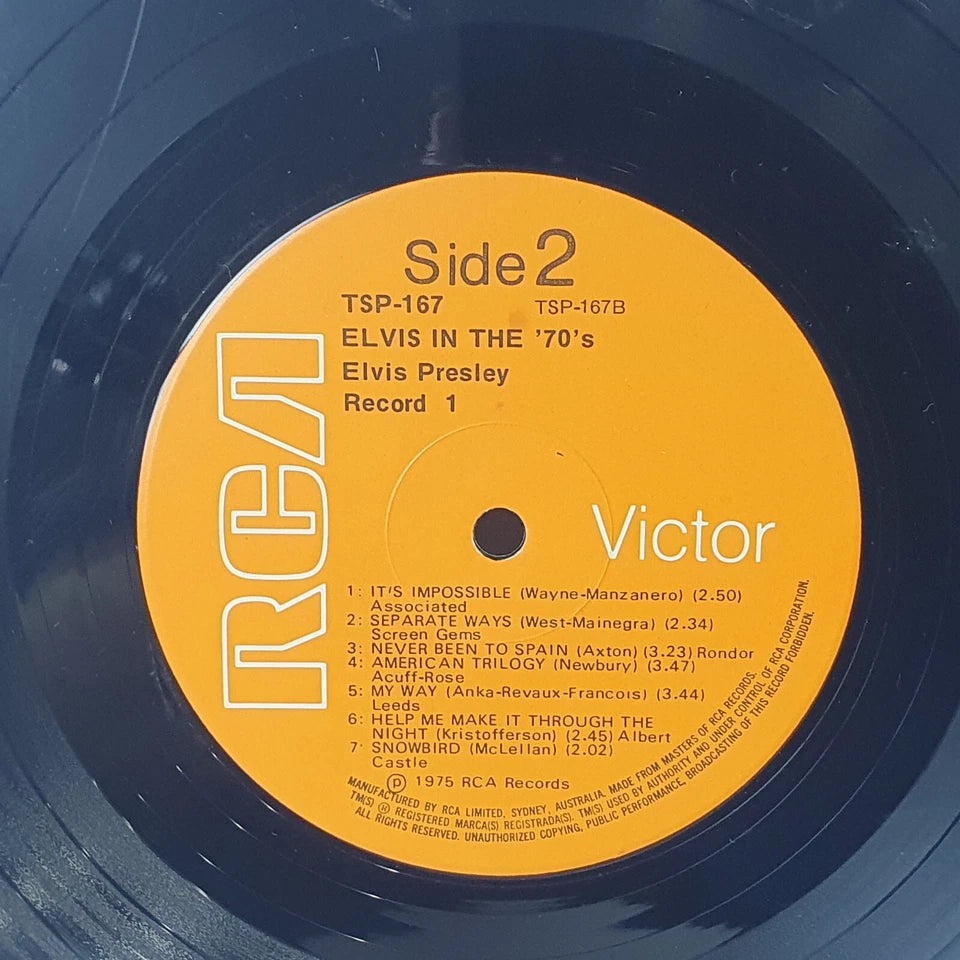 Side 2
TSP-167 TSP-167B
ELVIS IN THE '70's
Elvis Presley
Record 1
RCA
Victor
1: IT'S IMPOSSIBLE (Wayne-Manzanero) (2.50)
Associated
2: SEPARATE WAYS (West-Mainegra) (2.34)
Screen Gems
3: NEVER BEEN TO SPAIN (Axton) (3.23) Rondor
4: AMERICAN TRILOGY (Newbury) (3.47)
Acuff-Rose
5: MY WAY (Anka-Revaux-Francois) (3.44)
Leeds
6: HELP ME MAKE IT THROUGH THE
NIGHT (Kristofferson) (2.45) Albert
7: SNOWBIRD (McLellan) (2.02)
Castle
℗ 1975 RCA Records
MANUFACTURED BY RCA LIMITED, SYDNEY, AUSTRALIA. MADE FROM MASTERS OF RCA RECORDS.
TM(S) ® REGISTERED MARCA(S) REGISTRADA(S). TM(S) USED BY AUTHORITY AND UNDER CONTROL OF RCA CORPORATION.
ALL RIGHTS RESERVED. UNAUTHORIZED COPYING, PUBLIC PERFORMANCE, BROADCASTING OF THIS RECORD FORBIDDEN.